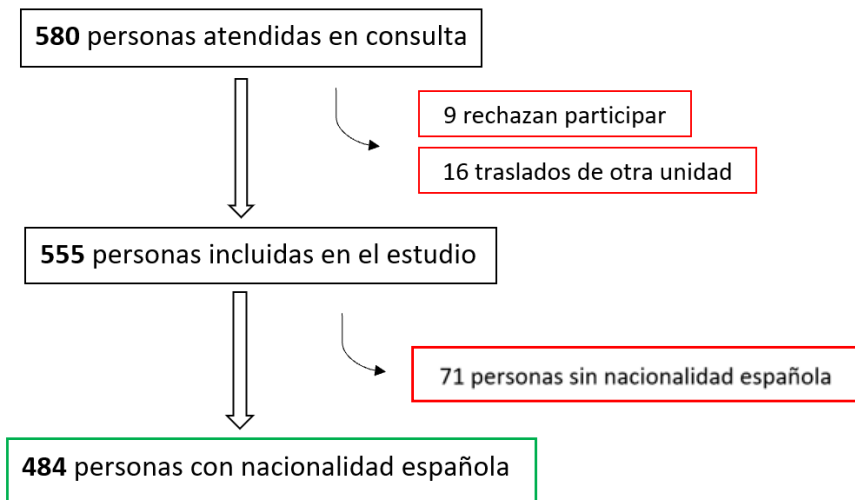 580 personas atendidas en consulta
9 rechazan participar
16 traslados de otra unidad
555 personas incluidas en el estudio
71 personas sin nacionalidad española
484 personas con nacionalidad española